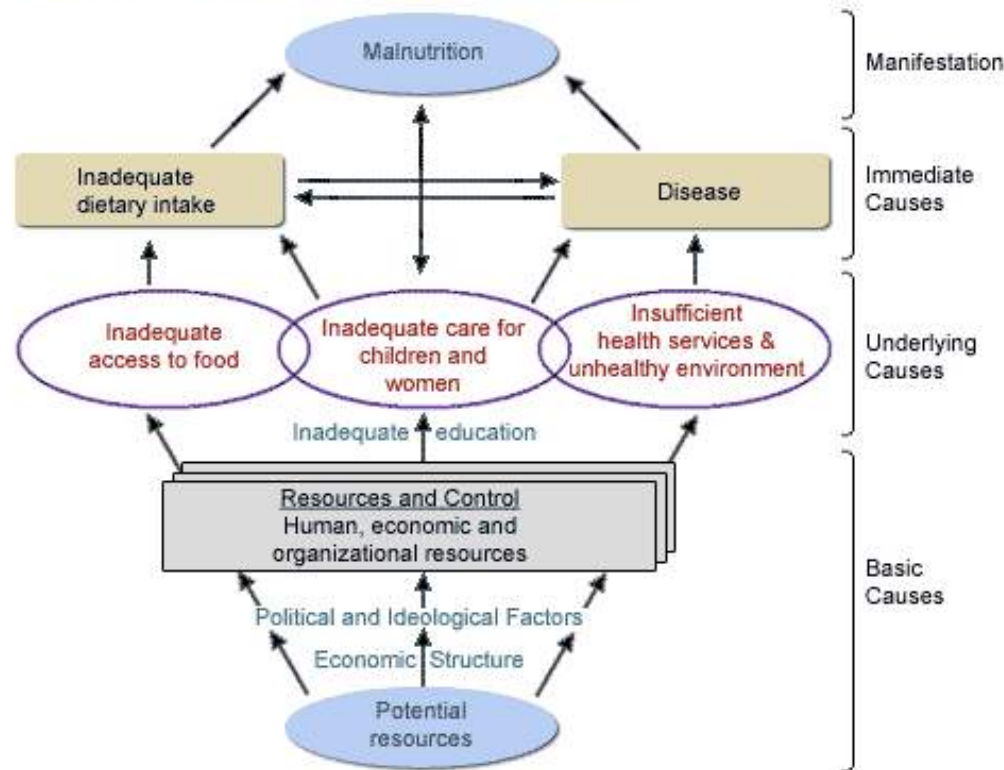 Malnutrition
Manifestation
Inadequate
dietary intake
Disease
Immediate
Causes
Inadequate
access to food
Inadequate care for
children and
women
Insufficient
health services &
unhealthy environment
Underlying
Causes
Inadequate education
Resources and Control
Human, economic and
organizational resources
Political and Ideological Factors
Economic Structure
Potential
resources
Basic
Causes